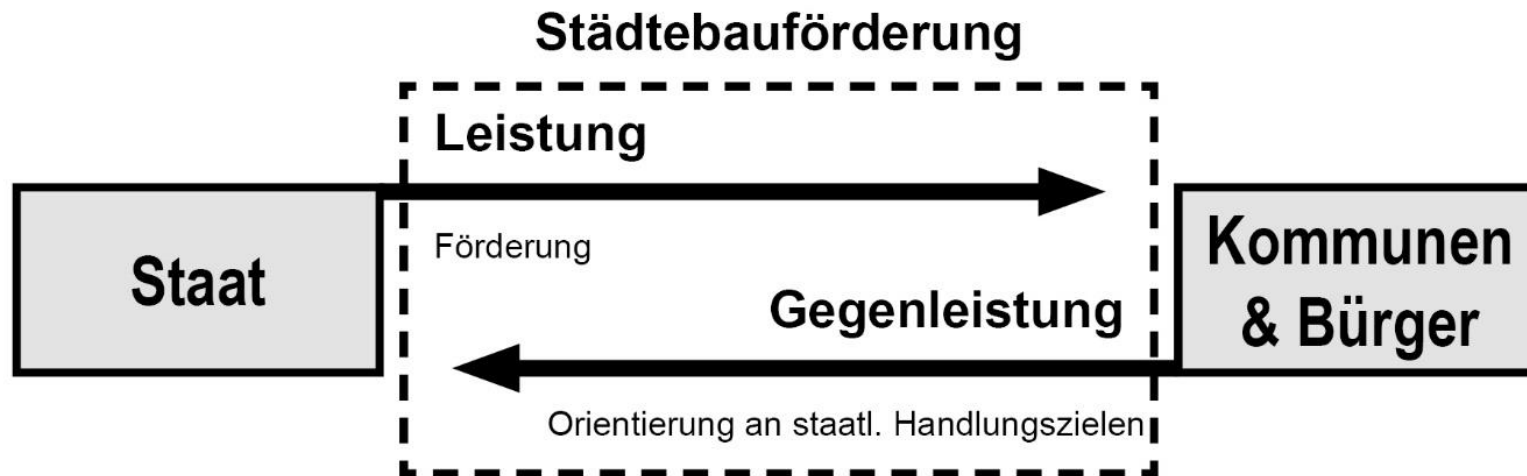 Städtebauförderung
Leistung
Förderung
Staat
Gegenleistung
Orientierung an staatl. Handlungszielen
Kommunen
& Bürger